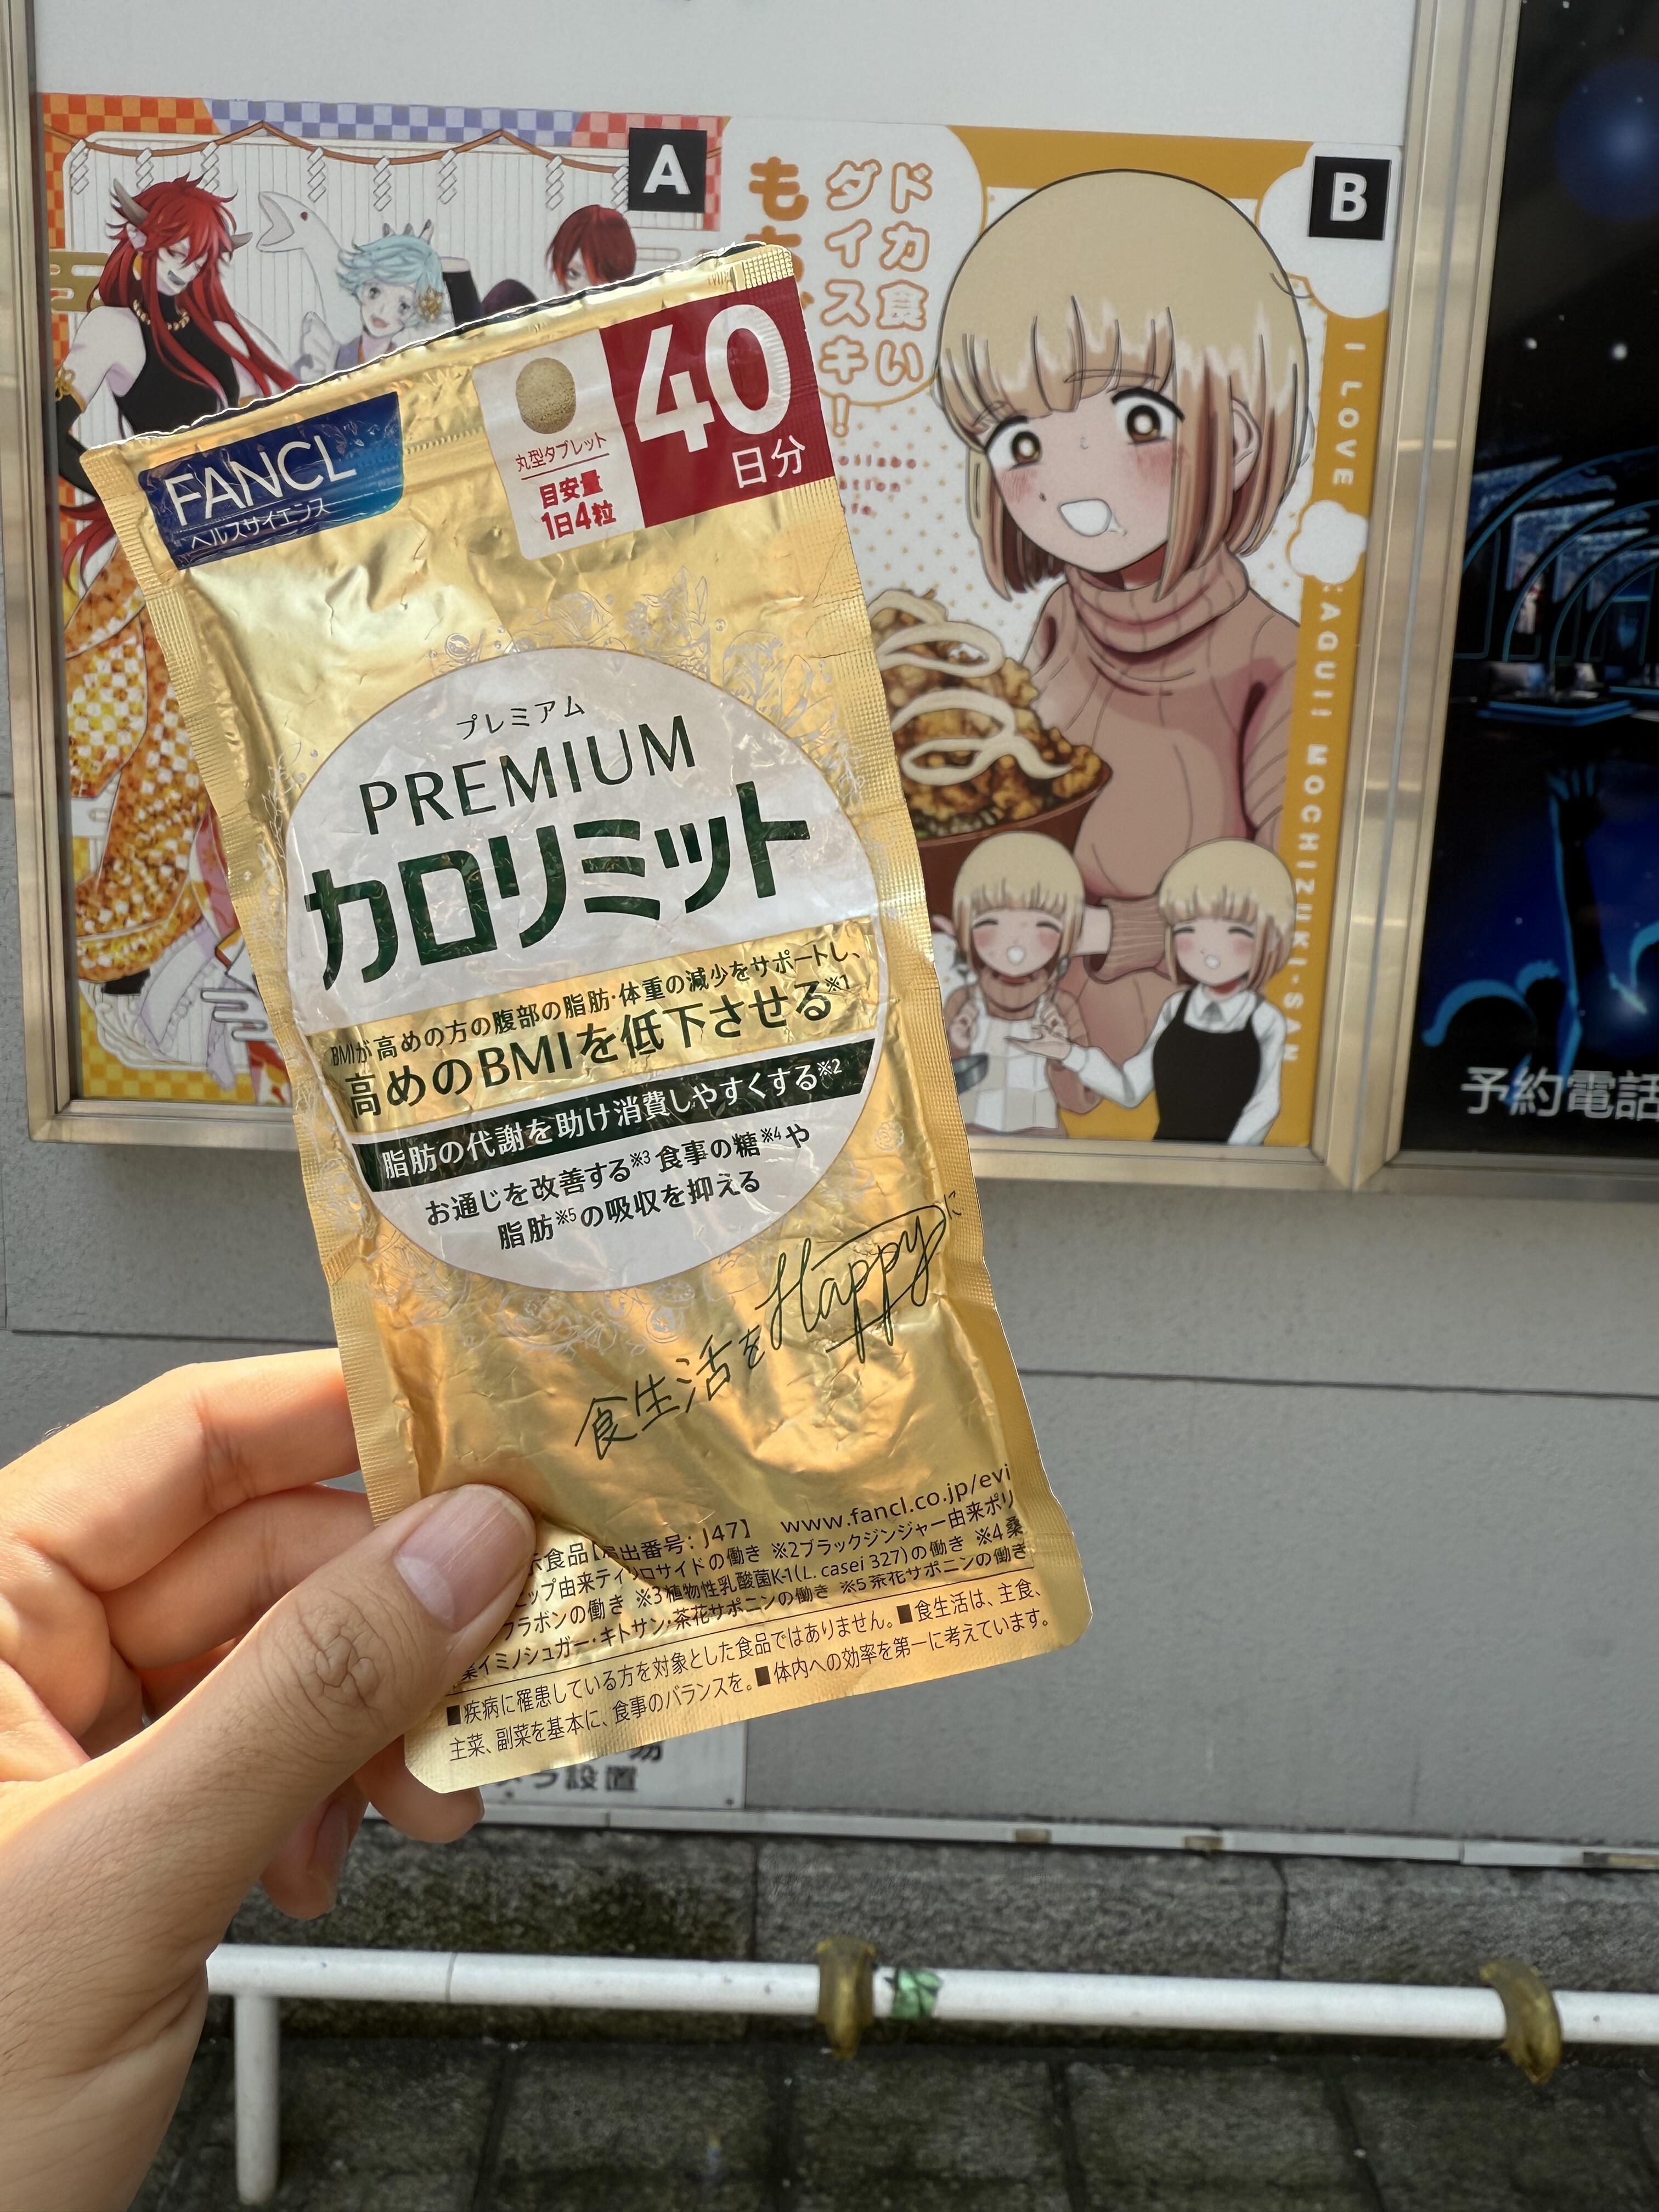 A
B
ドカ食い
ダイスキ!
も
I LOVE
AQUI! MOCHIZUKI-SAN
予約電話
FANCL
ヘルスサイエンス
丸型タブレット
目安量
1日4粒
40
日分
プレミアム
PREMIUM
カロリミット
BMIが高めの方の腹部の脂肪・体重の減少をサポートし、
高めのBMIを低下させる※1
脂肪の代謝を助け消費しやすくする※2
お通じを改善する※3 食事の糖※4や
脂肪※5の吸収を抑える
食生活をHappyに
食品【届出番号：J47】 www.fancl.co.jp/evi
ヒップ由来ティリロサイドの働き ※2ブラックジンジャー由来ポリ
フラボンの働き ※3植物性乳酸菌K-1(L. casei 327)の働き ※4桑
葉イミノシュガー・キトサン・茶花サポニンの働き ※5茶花サポニンの働き
■疾病に罹患している方を対象とした食品ではありません。■食生活は、主食、
主菜、副菜を基本に、食事のバランスを。■体内への効率を第一に考えています。
設置